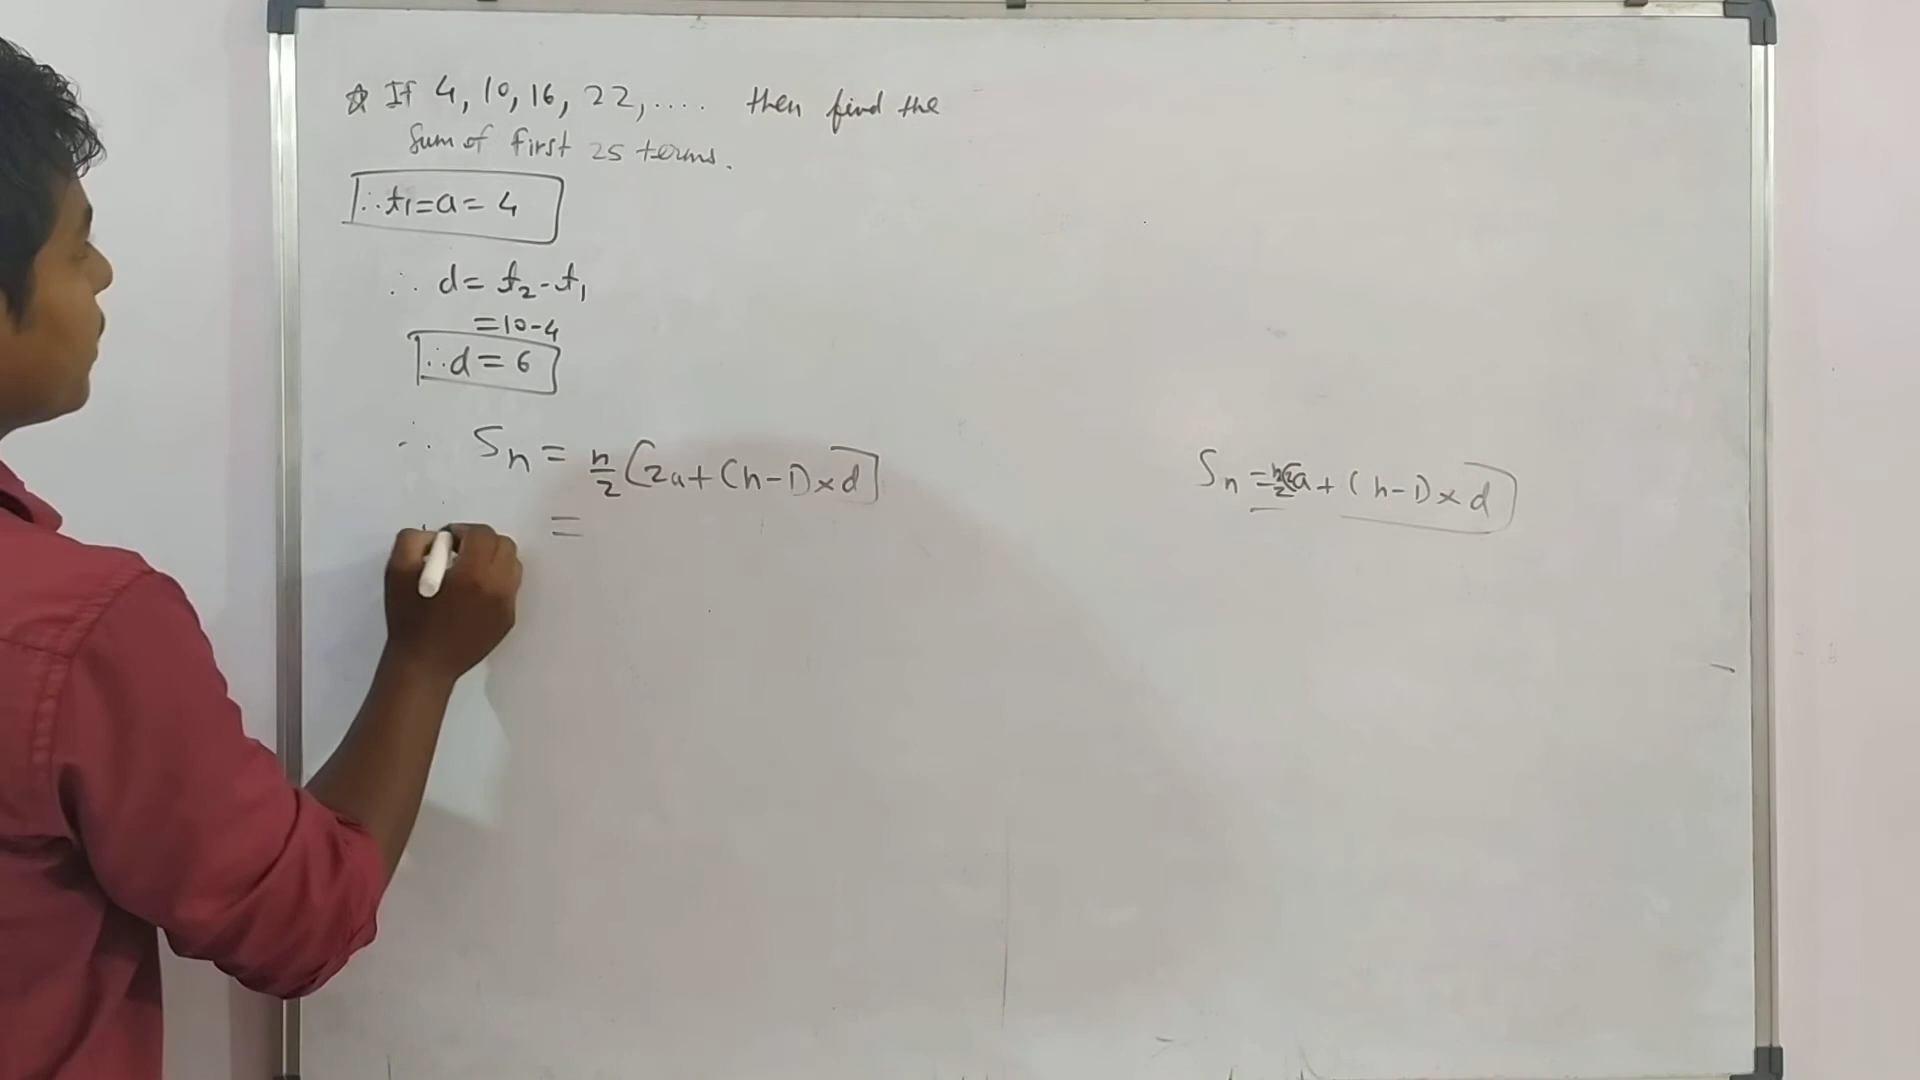 ☆ If 4, 10, 16, 22, .... then find the
Sum of first 25 terms.
∴ t₁ = a = 4
∴ d = t₂ - t₁
= 10 - 4
∴ d = 6
∴ Sn = n/2 [2a + (n-1) × d]
=
Sn = n/2 [2a + (n-1) × d]